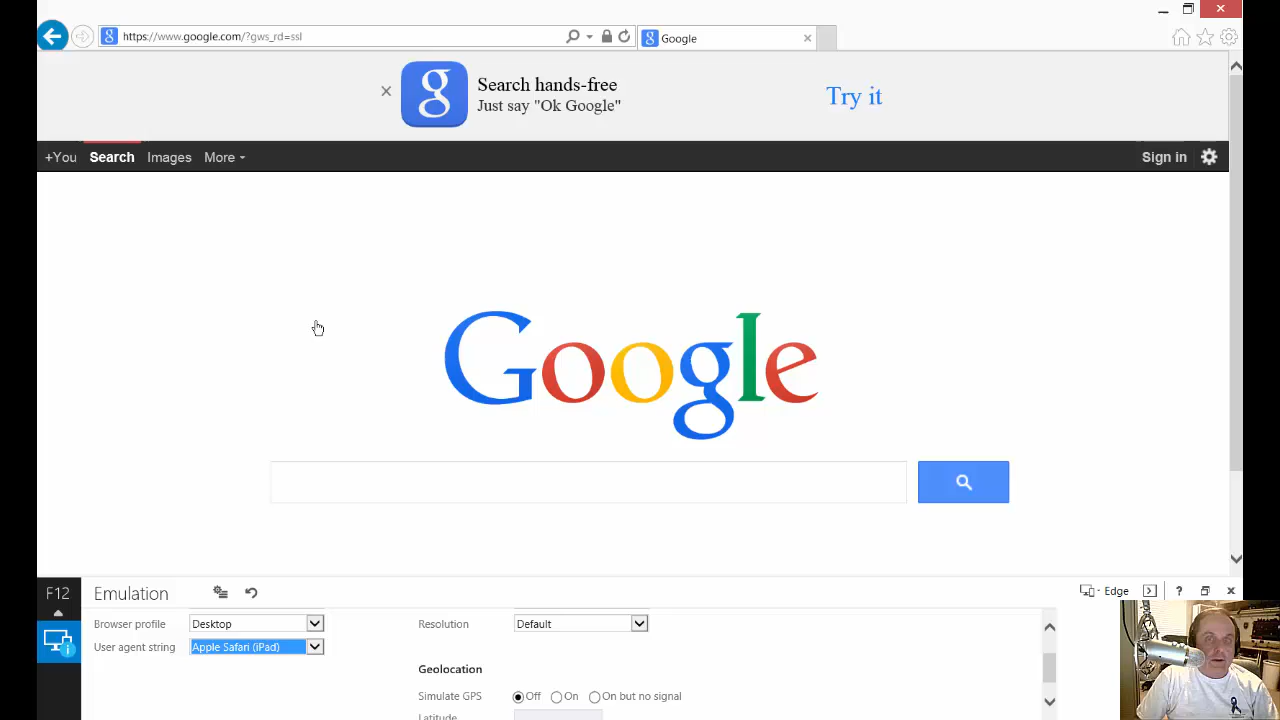 https://www.google.com/?gws_rd=ssl
Google
Search hands-free
Just say "Ok Google"
Try it
+You Search Images More
Sign in
Google
F12
Emulation
Edge
Browser profile Desktop
Resolution Default
User agent string Apple Safari (iPad)
Geolocation
Simulate GPS Off On On but no signal
Latitude